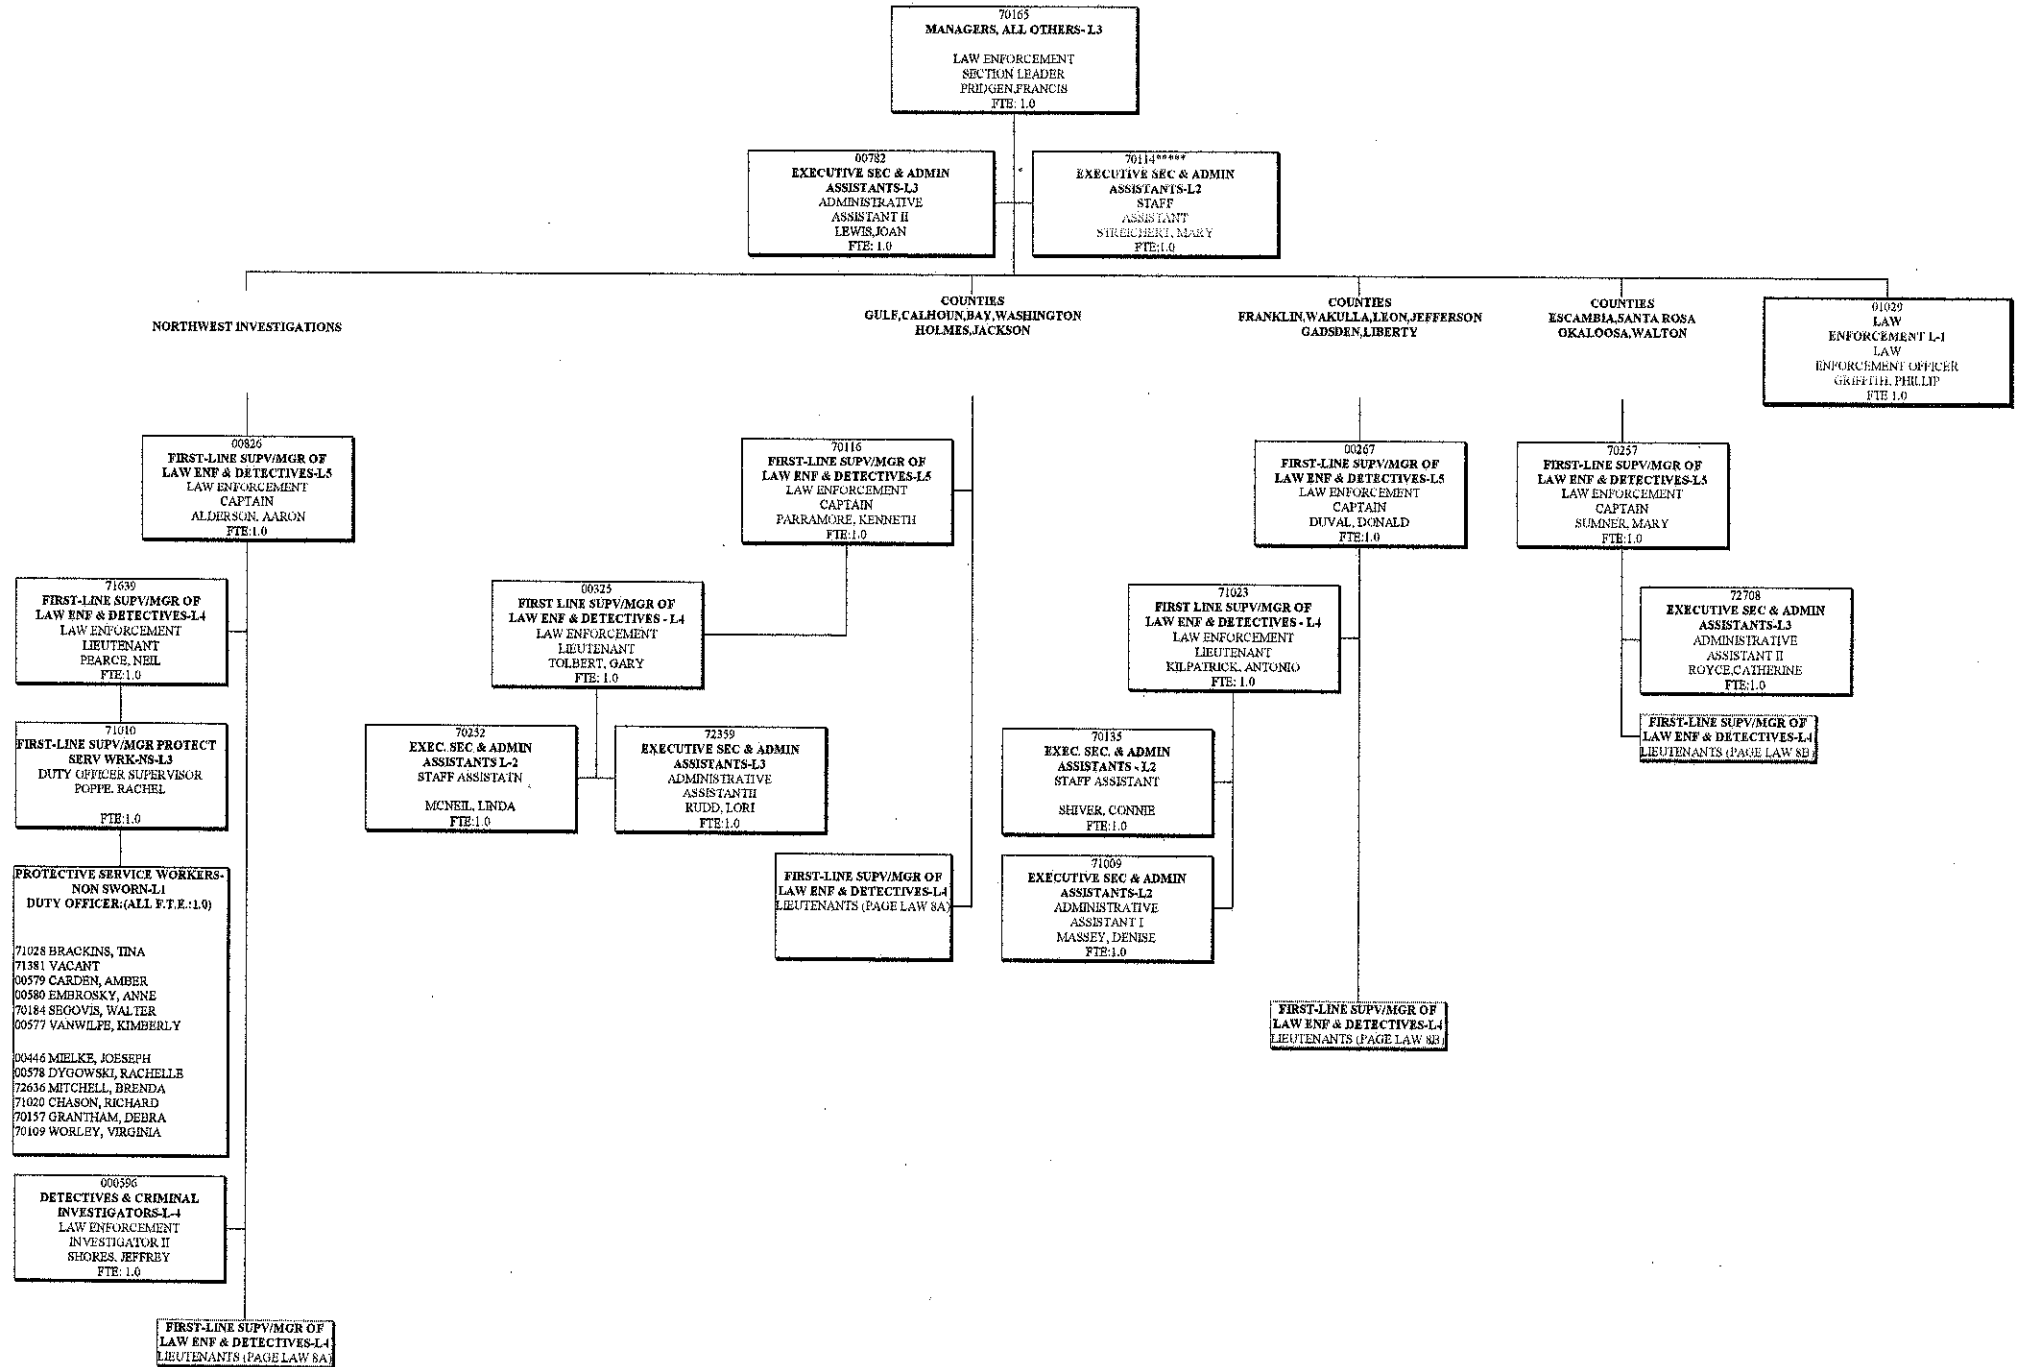 70165
MANAGERS, ALL OTHERS- L3
LAW ENFORCEMENT
SECTION LEADER
PRIDGEN,FRANCIS
FTE: 1.0
00782
EXECUTIVE SEC & ADMIN
ASSISTANTS-L3
ADMINISTRATIVE
ASSISTANT II
LEWIS,JOAN
FTE: 1.0
70114*****
EXECUTIVE SEC & ADMIN
ASSISTANTS-L2
STAFF
ASSISTANT
STREICHERT, MARY
FTE:1.0
NORTHWEST INVESTIGATIONS
COUNTIES
GULF,CALHOUN,BAY,WASHINGTON
HOLMES,JACKSON
COUNTIES
FRANKLIN,WAKULLA,LEON,JEFFERSON
GADSDEN,LIBERTY
COUNTIES
ESCAMBIA,SANTA ROSA
OKALOOSA,WALTON
01029
LAW
ENFORCEMENT L-1
LAW
ENFORCEMENT OFFICER
GRIFFITH, PHILLIP
FTE 1.0
00826
FIRST-LINE SUPV/MGR OF
LAW ENF & DETECTIVES-L5
LAW ENFORCEMENT
CAPTAIN
ALDERSON, AARON
FTE:1.0
70116
FIRST-LINE SUPV/MGR OF
LAW ENF & DETECTIVES-L5
LAW ENFORCEMENT
CAPTAIN
PARRAMORE, KENNETH
FTE:1.0
00267
FIRST-LINE SUPV/MGR OF
LAW ENF & DETECTIVES-L5
LAW ENFORCEMENT
CAPTAIN
DUVAL, DONALD
FTE:1.0
70257
FIRST-LINE SUPV/MGR OF
LAW ENF & DETECTIVES-L5
LAW ENFORCEMENT
CAPTAIN
SUMNER, MARY
FTE:1.0
71639
FIRST-LINE SUPV/MGR OF
LAW ENF & DETECTIVES-L4
LAW ENFORCEMENT
LIEUTENANT
PEARCE, NEIL
FTE:1.0
00325
FIRST LINE SUPV/MGR OF
LAW ENF & DETECTIVES - L4
LAW ENFORCEMENT
LIEUTENANT
TOLBERT, GARY
FTE: 1.0
71023
FIRST LINE SUPV/MGR OF
LAW ENF & DETECTIVES - L4
LAW ENFORCEMENT
LIEUTENANT
KILPATRICK, ANTONIO
FTE: 1.0
72708
EXECUTIVE SEC & ADMIN
ASSISTANTS-L3
ADMINISTRATIVE
ASSISTANT II
ROYCE,CATHERINE
FTE:1.0
FIRST-LINE SUPV/MGR OF
LAW ENF & DETECTIVES-L4
LIEUTENANTS (PAGE LAW 8B)
71010
FIRST-LINE SUPV/MGR PROTECT
SERV WRK-NS-L3
DUTY OFFICER SUPERVISOR
POPPE, RACHEL
FTE:1.0
70252
EXEC. SEC. & ADMIN
ASSISTANTS L-2
STAFF ASSISTATN
MCNEIL, LINDA
FTE:1.0
72359
EXECUTIVE SEC & ADMIN
ASSISTANTS-L3
ADMINISTRATIVE
ASSISTANTII
RUDD, LORI
FTE:1.0
70135
EXEC. SEC. & ADMIN
ASSISTANTS - L2
STAFF ASSISTANT
SHIVER, CONNIE
FTE:1.0
FIRST-LINE SUPV/MGR OF
LAW ENF & DETECTIVES-L4
LIEUTENANTS (PAGE LAW 8A)
71009
EXECUTIVE SEC & ADMIN
ASSISTANTS-L2
ADMINISTRATIVE
ASSISTANT I
MASSEY, DENISE
FTE:1.0
PROTECTIVE SERVICE WORKERS-
NON SWORN-L1
DUTY OFFICER:(ALL F.T.E.:1.0)
71028 BRACKINS, TINA
71381 VACANT
00579 CARDEN, AMBER
00580 EMBROSKY, ANNE
70184 SEGOVIS, WALTER
00577 VANWILPE, KIMBERLY
00446 MIELKE, JOESEPH
00578 DYGOWSKI, RACHELLE
72636 MITCHELL, BRENDA
71020 CHASON, RICHARD
70157 GRANTHAM, DEBRA
70109 WORLEY, VIRGINIA
FIRST-LINE SUPV/MGR OF
LAW ENF & DETECTIVES-L4
LIEUTENANTS (PAGE LAW 8B)
000596
DETECTIVES & CRIMINAL
INVESTIGATORS-L-4
LAW ENFORCEMENT
INVESTIGATOR II
SHORES, JEFFREY
FTE: 1.0
FIRST-LINE SUPV/MGR OF
LAW ENF & DETECTIVES-L4
LIEUTENANTS (PAGE LAW 8A)